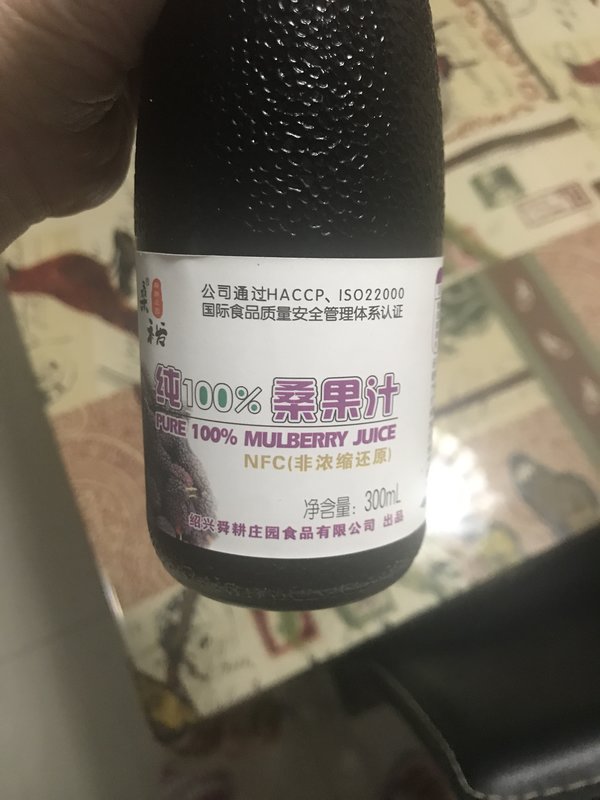 公司通过HACCP、ISO22000
国际食品质量安全管理体系认证
纯100%桑果汁
PURE 100% MULBERRY JUICE
NFC(非浓缩还原)
净含量：300mL
绍兴舜耕庄园食品有限公司 出品